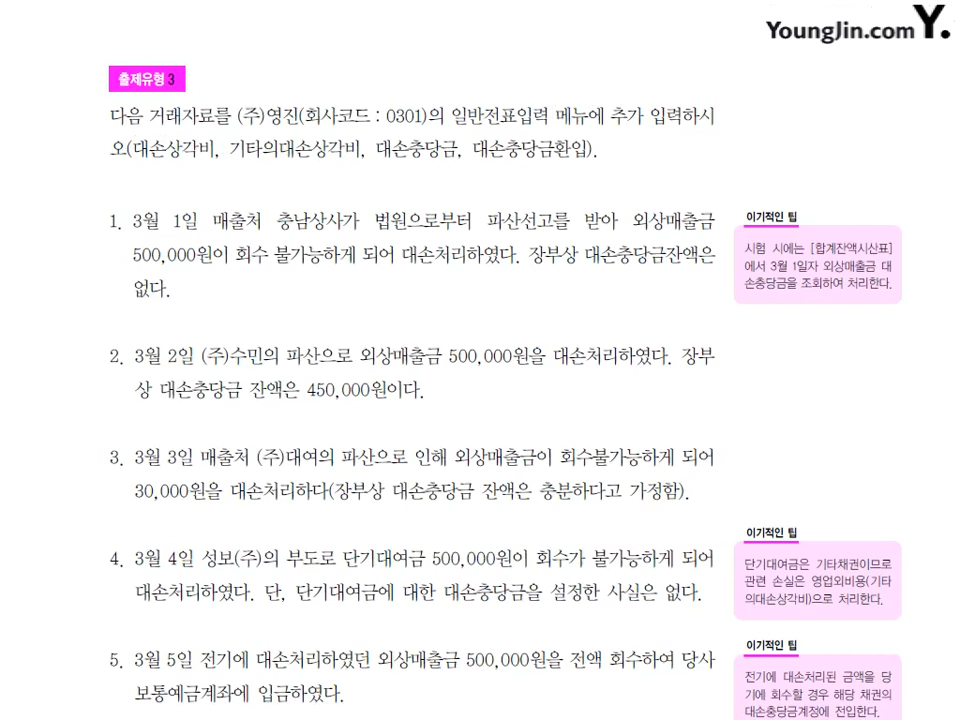 YoungJin.com Y.
출제유형 3
다음 거래자료를 (주)영진(회사코드 : 0301)의 일반전표입력 메뉴에 추가 입력하시
오(대손상각비, 기타의대손상각비, 대손충당금, 대손충당금환입).
1. 3월 1일 매출처 충남상사가 법원으로부터 파산선고를 받아 외상매출금
500,000원이 회수 불가능하게 되어 대손처리하였다. 장부상 대손충당금잔액은
없다.
이기적인 팁
시험 시에는 [합계잔액시산표]
에서 3월 1일자 외상매출금 대
손충당금을 조회하여 처리한다.
2. 3월 2일 (주)수민의 파산으로 외상매출금 500,000원을 대손처리하였다. 장부
상 대손충당금 잔액은 450,000원이다.
3. 3월 3일 매출처 (주)대여의 파산으로 인해 외상매출금이 회수불가능하게 되어
30,000원을 대손처리하다(장부상 대손충당금 잔액은 충분하다고 가정함).
4. 3월 4일 성보(주)의 부도로 단기대여금 500,000원이 회수가 불가능하게 되어
대손처리하였다. 단, 단기대여금에 대한 대손충당금을 설정한 사실은 없다.
이기적인 팁
단기대여금은 기타채권이므로
관련 손실은 영업외비용(기타
의대손상각비)으로 처리한다.
5. 3월 5일 전기에 대손처리하였던 외상매출금 500,000원을 전액 회수하여 당사
보통예금계좌에 입금하였다.
이기적인 팁
전기에 대손처리된 금액을 당
기에 회수할 경우 해당 채권의
대손충당금계정에 전입한다.